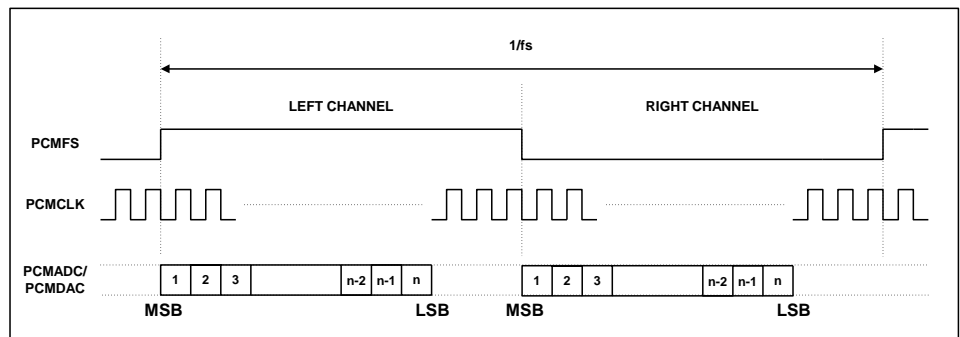 1/fs
LEFT CHANNEL RIGHT CHANNEL
PCMFS
PCMCLK
PCMADC/
PCMDAC
1 2 3 n-2 n-1 n 1 2 3 n-2 n-1 n
MSB LSB MSB LSB